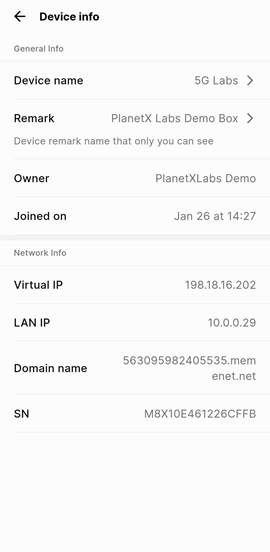 Device info
General Info
Device name 5G Labs
Remark PlanetX Labs Demo Box
Device remark name that only you can see
Owner PlanetXLabs Demo
Joined on Jan 26 at 14:27
Network Info
Virtual IP 198.18.16.202
LAN IP 10.0.0.29
Domain name 563095982405535.mem
enet.net
SN M8X10E461226CFFB